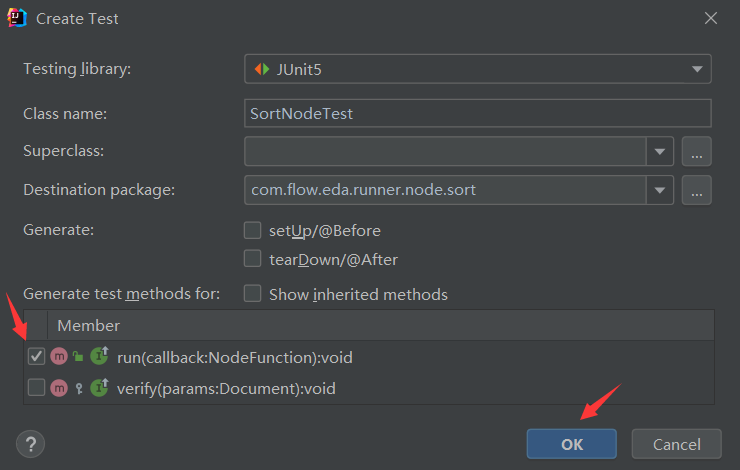 Create Test
Testing library: JUnit5
Class name: SortNodeTest
Superclass: ...
Destination package: com.flow.eda.runner.node.sort ...
Generate: setUp/@Before
tearDown/@After
Generate test methods for: Show inherited methods
Member
m I run(callback:NodeFunction):void
m I verify(params:Document):void
? OK Cancel